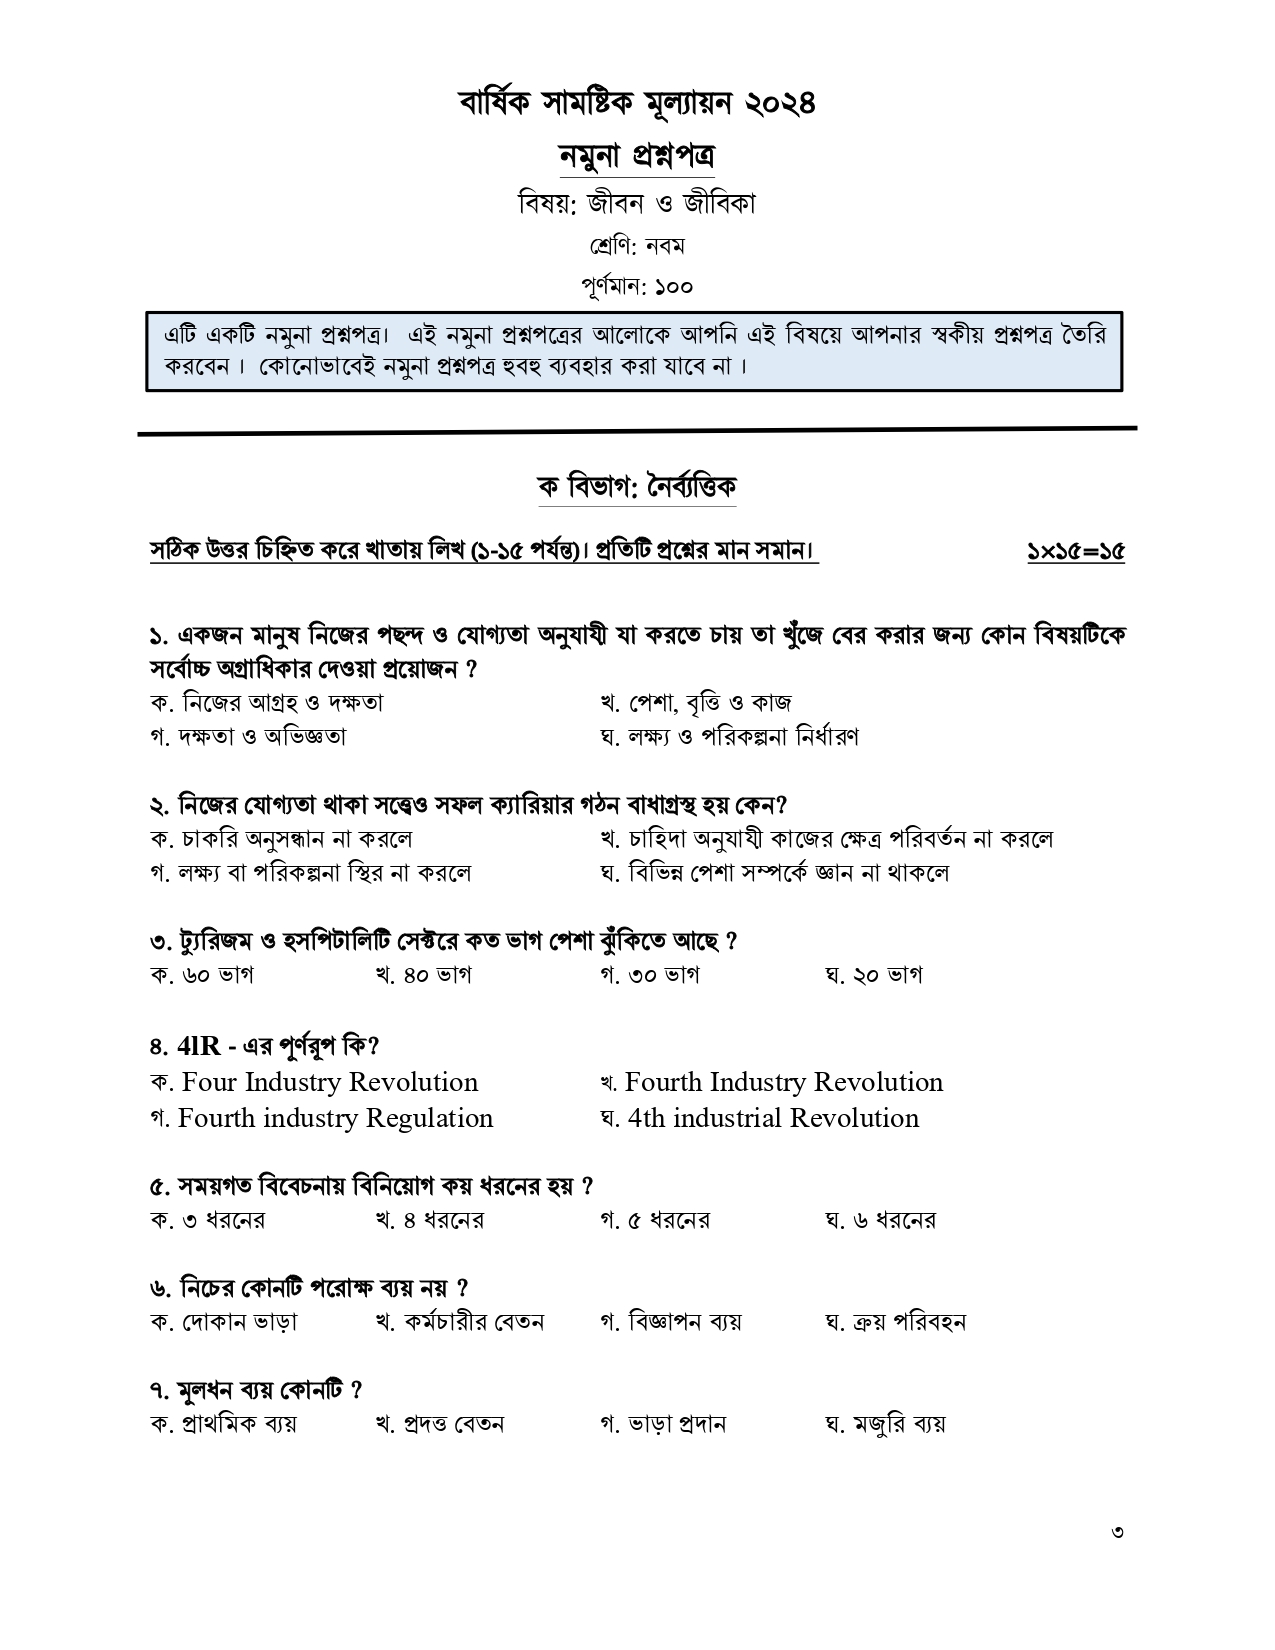 বার্ষিক সামষ্টিক মূল্যায়ন ২০২৪
নমুনা প্রশ্নপত্র
বিষয়: জীবন ও জীবিকা
শ্রেণি: নবম
পূর্ণমান: ১০০
এটি একটি নমুনা প্রশ্নপত্র। এই নমুনা প্রশ্নপত্রের আলোকে আপনি এই বিষয়ে আপনার স্বকীয় প্রশ্নপত্র তৈরি
করবেন । কোনোভাবেই নমুনা প্রশ্নপত্র হুবহু ব্যবহার করা যাবে না ।
ক বিভাগ: নৈর্ব্যত্তিক
সঠিক উত্তর চিহ্নিত করে খাতায় লিখ (১-১৫ পর্যন্ত)। প্রতিটি প্রশ্নের মান সমান। ১×১৫=১৫
১. একজন মানুষ নিজের পছন্দ ও যোগ্যতা অনুযায়ী যা করতে চায় তা খুঁজে বের করার জন্য কোন বিষয়টিকে
সর্বোচ্চ অগ্রাধিকার দেওয়া প্রয়োজন ?
ক. নিজের আগ্রহ ও দক্ষতা খ. পেশা, বৃত্তি ও কাজ
গ. দক্ষতা ও অভিজ্ঞতা ঘ. লক্ষ্য ও পরিকল্পনা নির্ধারণ
২. নিজের যোগ্যতা থাকা সত্ত্বেও সফল ক্যারিয়ার গঠন বাধাগ্রস্থ হয় কেন?
ক. চাকরি অনুসন্ধান না করলে খ. চাহিদা অনুযায়ী কাজের ক্ষেত্র পরিবর্তন না করলে
গ. লক্ষ্য বা পরিকল্পনা স্থির না করলে ঘ. বিভিন্ন পেশা সম্পর্কে জ্ঞান না থাকলে
৩. ট্যুরিজম ও হসপিটালিটি সেক্টরে কত ভাগ পেশা ঝুঁকিতে আছে ?
ক. ৬০ ভাগ খ. ৪০ ভাগ গ. ৩০ ভাগ ঘ. ২০ ভাগ
৪. 4lR - এর পূর্ণরূপ কি?
ক. Four Industry Revolution খ. Fourth Industry Revolution
গ. Fourth industry Regulation ঘ. 4th industrial Revolution
৫. সময়গত বিবেচনায় বিনিয়োগ কয় ধরনের হয় ?
ক. ৩ ধরনের খ. ৪ ধরনের গ. ৫ ধরনের ঘ. ৬ ধরনের
৬. নিচের কোনটি পরোক্ষ ব্যয় নয় ?
ক. দোকান ভাড়া খ. কর্মচারীর বেতন গ. বিজ্ঞাপন ব্যয় ঘ. ক্রয় পরিবহন
৭. মূলধন ব্যয় কোনটি ?
ক. প্রাথমিক ব্যয় খ. প্রদত্ত বেতন গ. ভাড়া প্রদান ঘ. মজুরি ব্যয়
৩